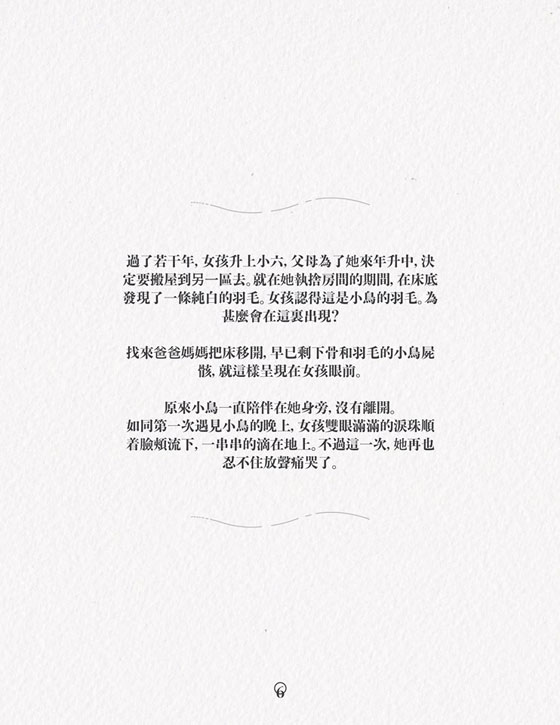 過了若干年, 女孩升上小六, 父母為了她來年升中, 決
定要搬屋到另一區去。就在她執捨房間的期間, 在床底
發現了一條純白的羽毛。女孩認得這是小鳥的羽毛。為
甚麼會在這裏出現?
找來爸爸媽媽把床移開, 早已剩下骨和羽毛的小鳥屍
骸, 就這樣呈現在女孩眼前。
原來小鳥一直陪伴在她身旁, 沒有離開。
如同第一次遇見小鳥的晚上, 女孩雙眼滿滿的淚珠順
着臉頰流下, 一串串的滴在地上。不過這一次, 她再也
忍不住放聲痛哭了。
6